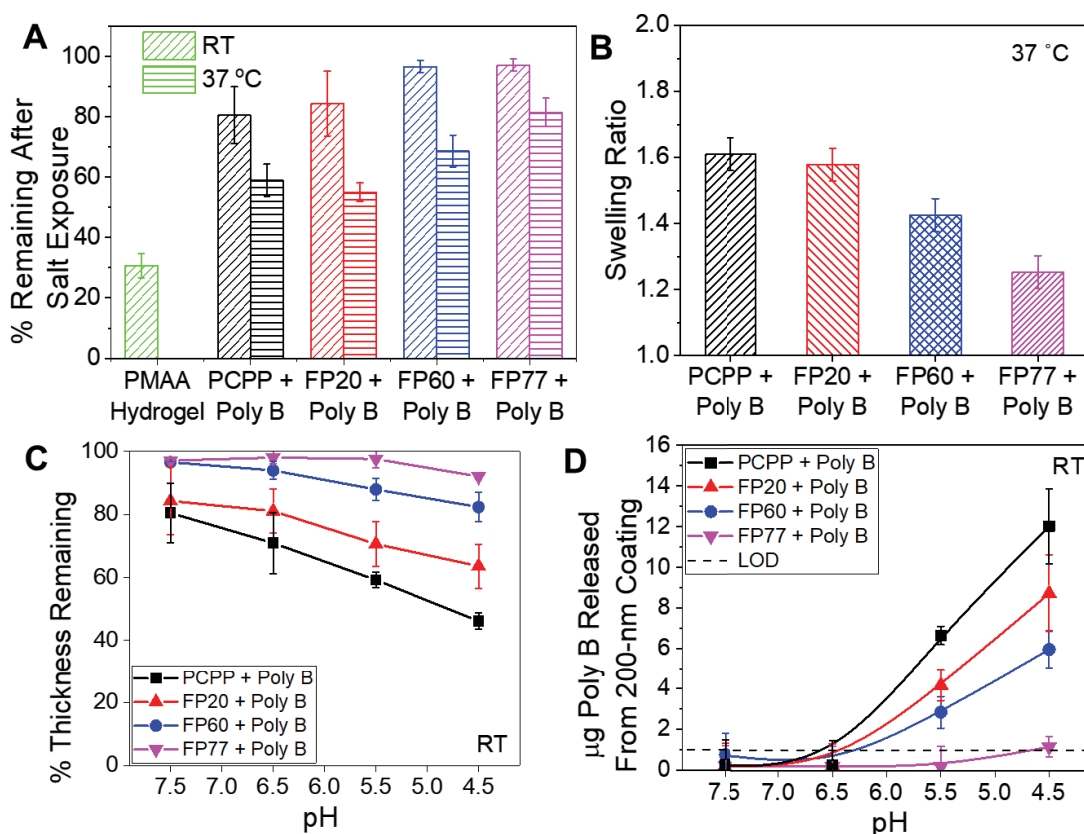 A
RT
37 °C
% Remaining After
Salt Exposure
100
80
60
40
20
0
PMAA
Hydrogel
PCPP +
Poly B
FP20 +
Poly B
FP60 +
Poly B
FP77 +
Poly B
B
37 °C
Swelling Ratio
2.0
1.8
1.6
1.4
1.2
1.0
PCPP +
Poly B
FP20 +
Poly B
FP60 +
Poly B
FP77 +
Poly B
C
% Thickness Remaining
100
80
60
40
20
0
PCPP + Poly B
FP20 + Poly B
FP60 + Poly B
FP77 + Poly B
RT
7.5 7.0 6.5 6.0 5.5 5.0 4.5
pH
D
µg Poly B Released
From 200-nm Coating
16
14
12
10
8
6
4
2
0
PCPP + Poly B
FP20 + Poly B
FP60 + Poly B
FP77 + Poly B
LOD
RT
7.5 7.0 6.5 6.0 5.5 5.0 4.5
pH